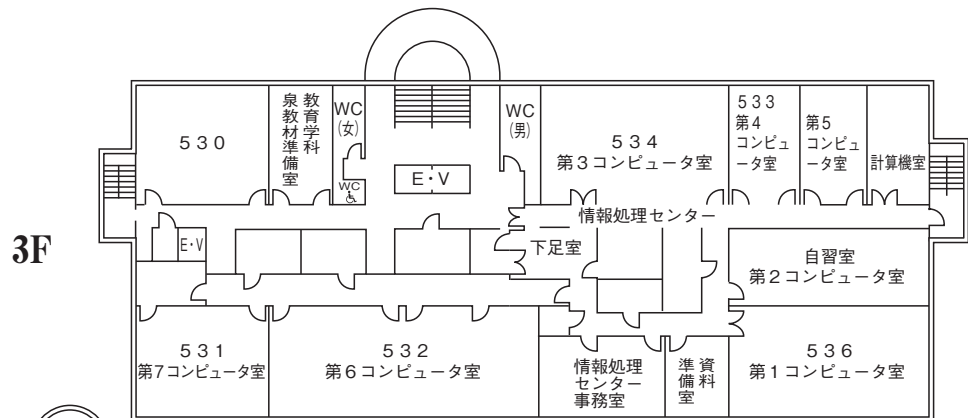 3F
530
教育学科
泉教材準備室
WC
(女)
WC
E・V
WC
(男)
534
第3コンピュータ室
533
第4
コンピュ
ータ室
第5
コンピュ
ータ室
計算機室
情報処理センター
E・V
下足室
自習室
第2コンピュータ室
531
第7コンピュータ室
532
第6コンピュータ室
情報処理
センター
事務室
資料
準備室
536
第1コンピュータ室